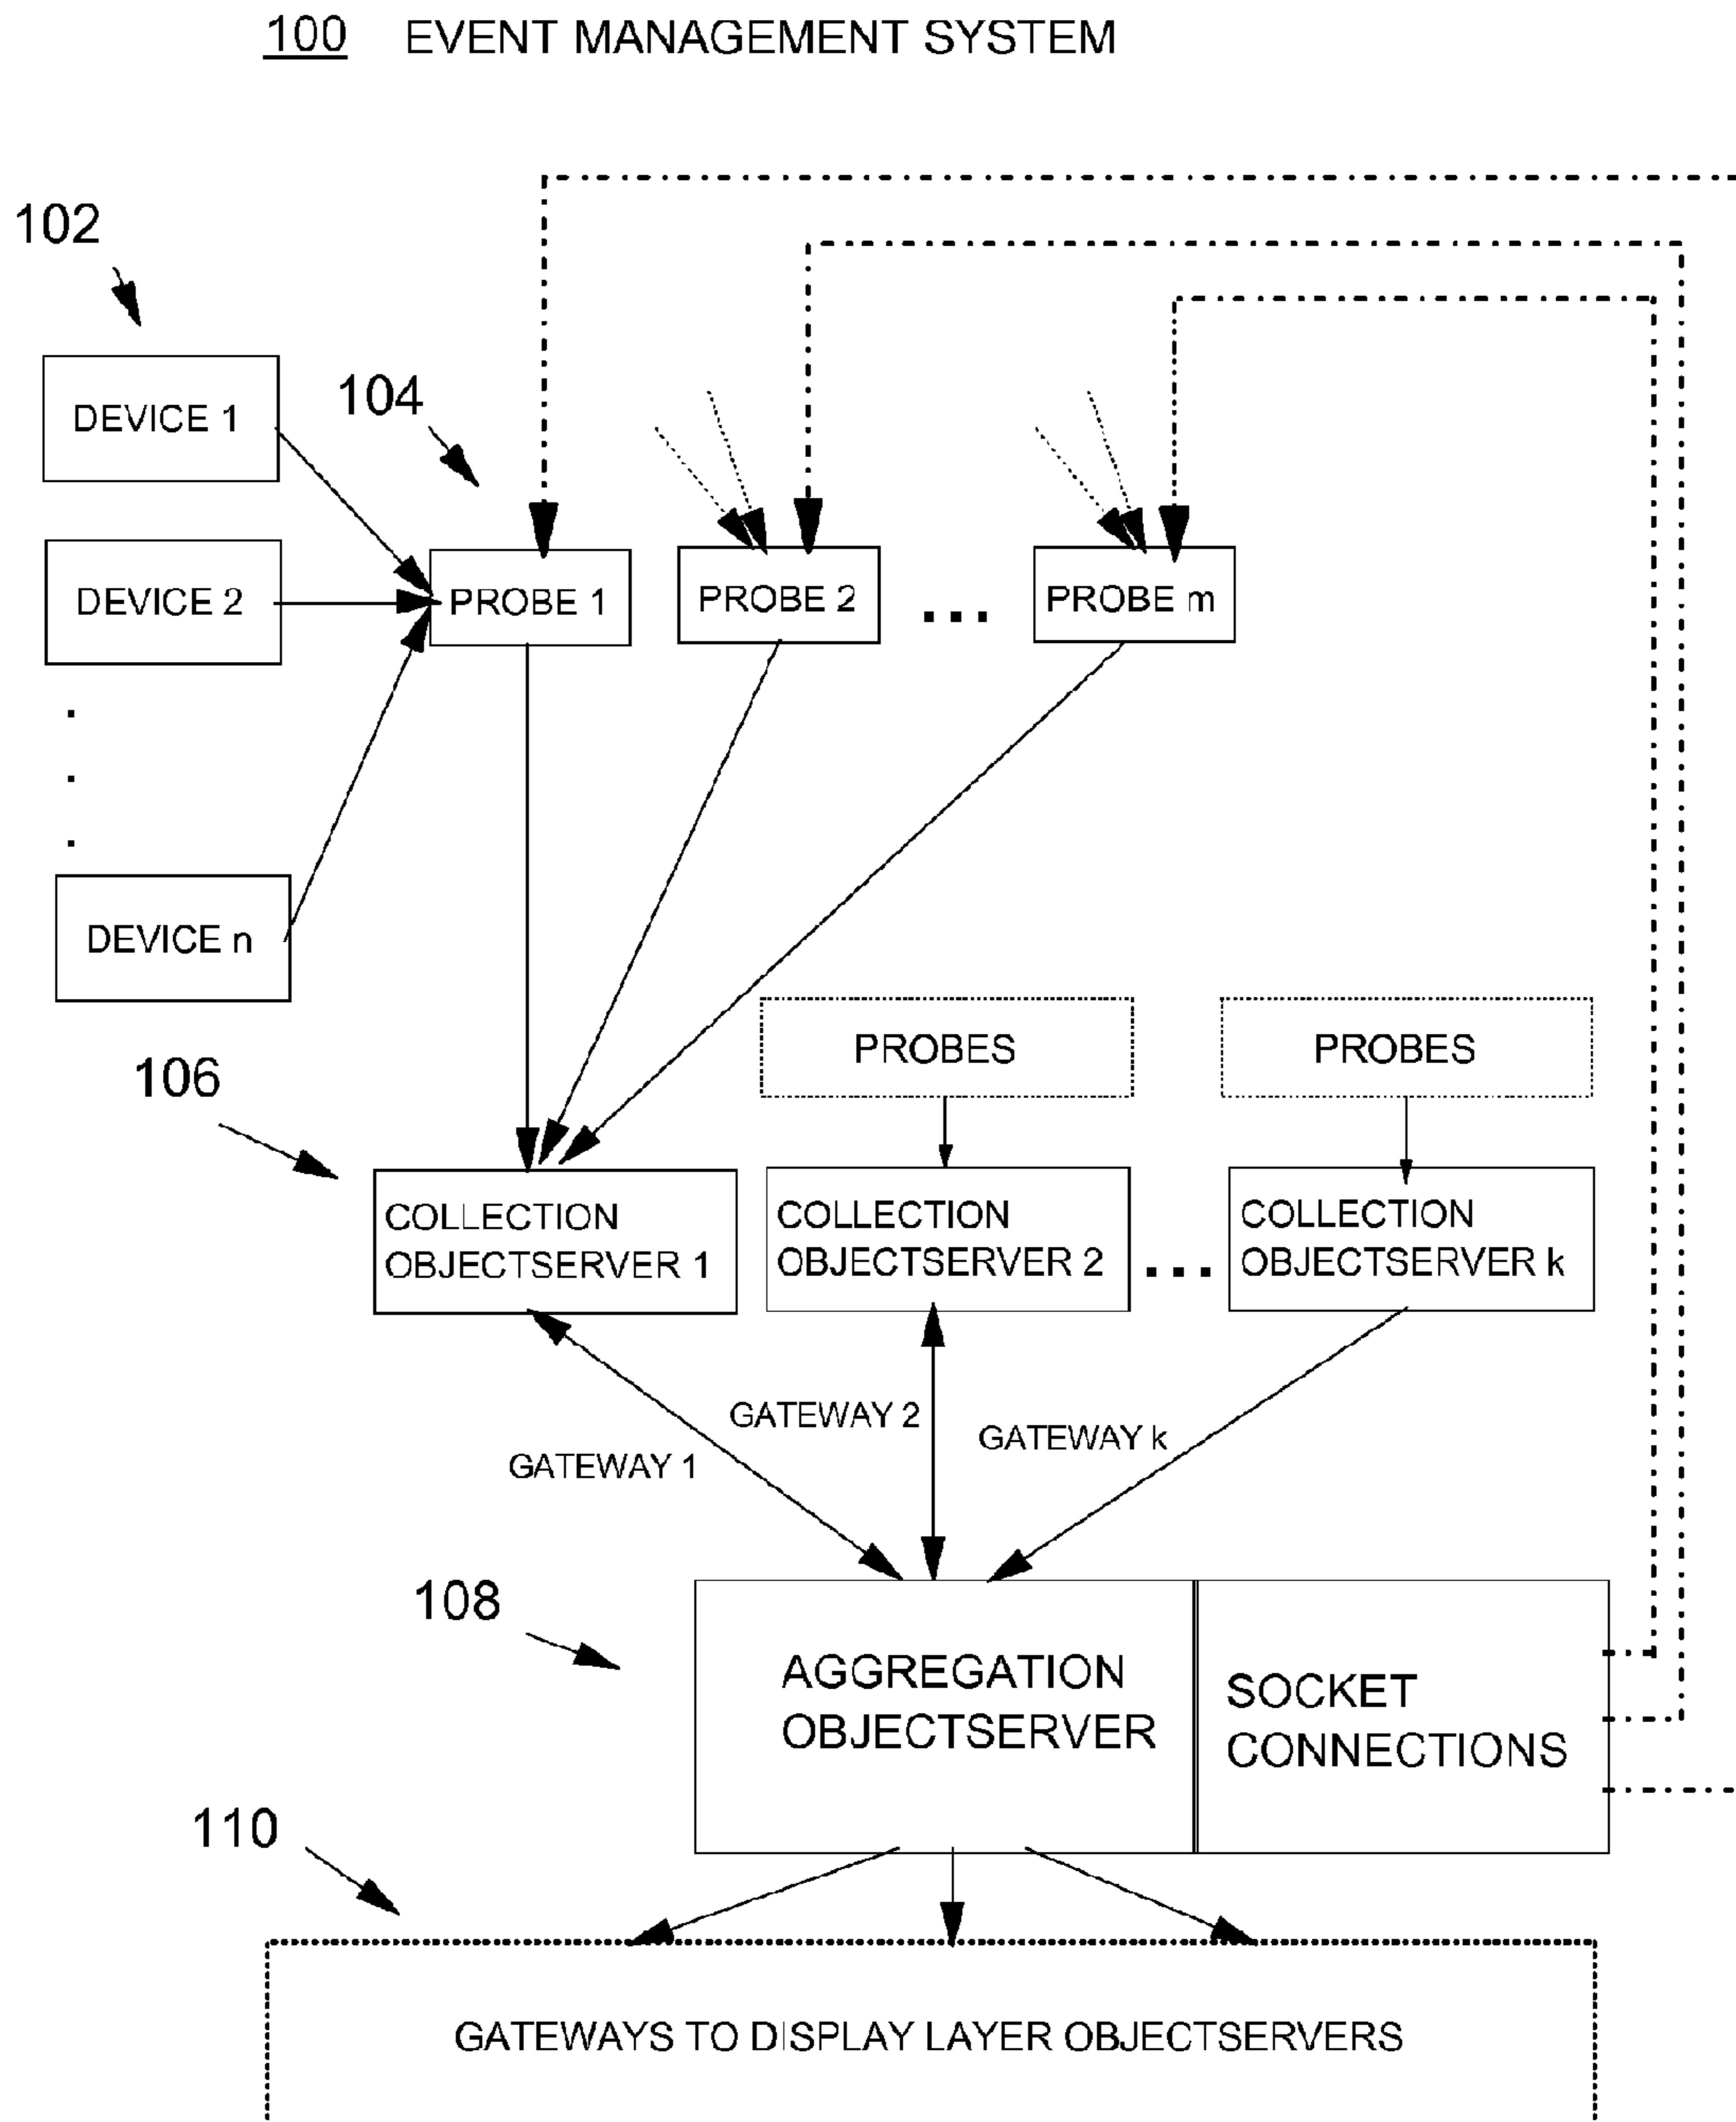 100 EVENT MANAGEMENT SYSTEM
102
DEVICE 1
104
DEVICE 2
PROBE 1
PROBE 2
...
PROBE m
.
.
.
DEVICE n
PROBES
PROBES
106
COLLECTION
OBJECTSERVER 1
COLLECTION
OBJECTSERVER 2
...
COLLECTION
OBJECTSERVER k
GATEWAY 1
GATEWAY 2
GATEWAY k
108
AGGREGATION
OBJECTSERVER
SOCKET
CONNECTIONS
110
GATEWAYS TO DISPLAY LAYER OBJECTSERVERS